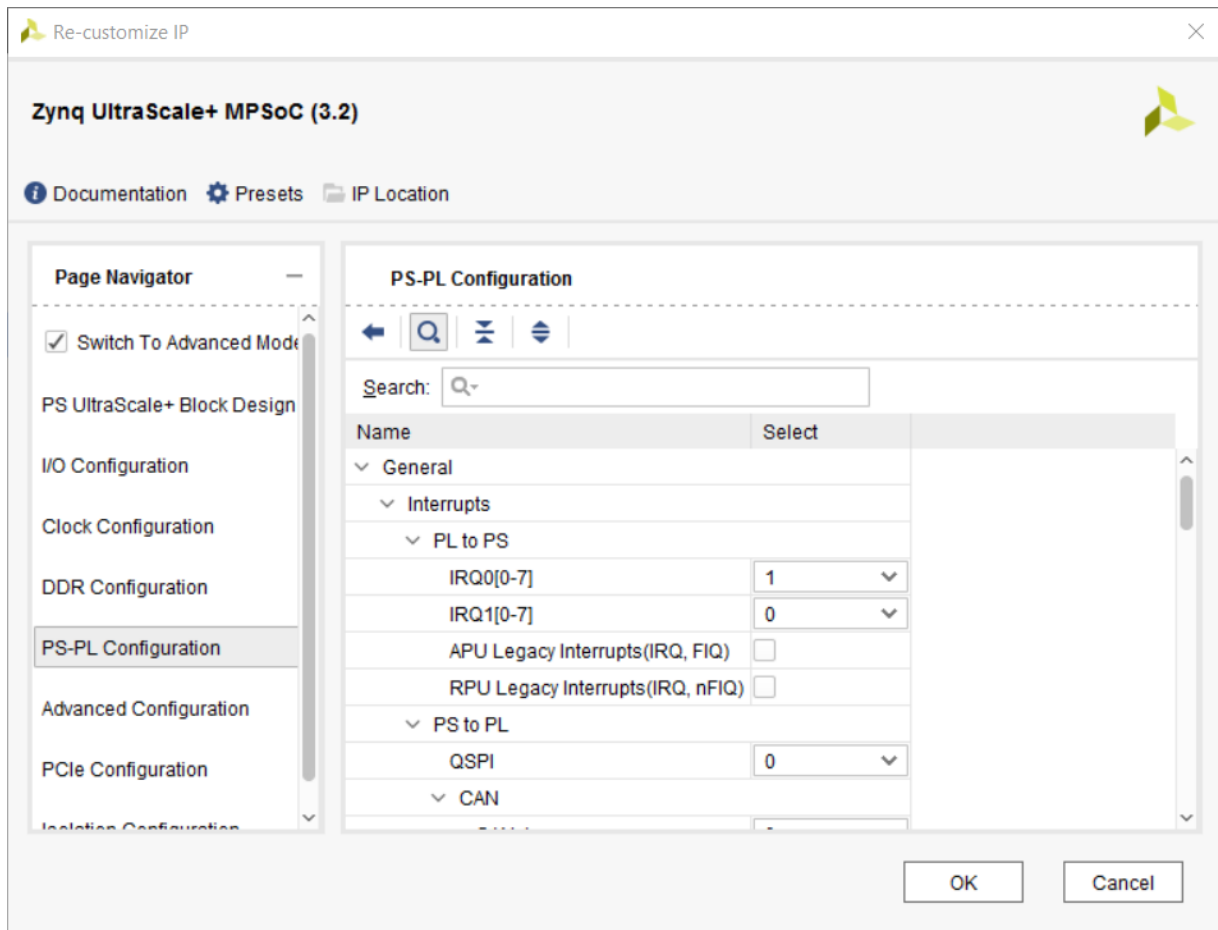 Re-customize IP
Zynq UltraScale+ MPSoC (3.2)
Documentation Presets IP Location
Page Navigator
Switch To Advanced Mode
PS UltraScale+ Block Design
I/O Configuration
Clock Configuration
DDR Configuration
PS-PL Configuration
Advanced Configuration
PCIe Configuration
Isolation Configuration
PS-PL Configuration
Search:
Name Select
General
Interrupts
PL to PS
IRQ0[0-7] 1
IRQ1[0-7] 0
APU Legacy Interrupts(IRQ, FIQ)
RPU Legacy Interrupts(IRQ, nFIQ)
PS to PL
QSPI 0
CAN
OK Cancel